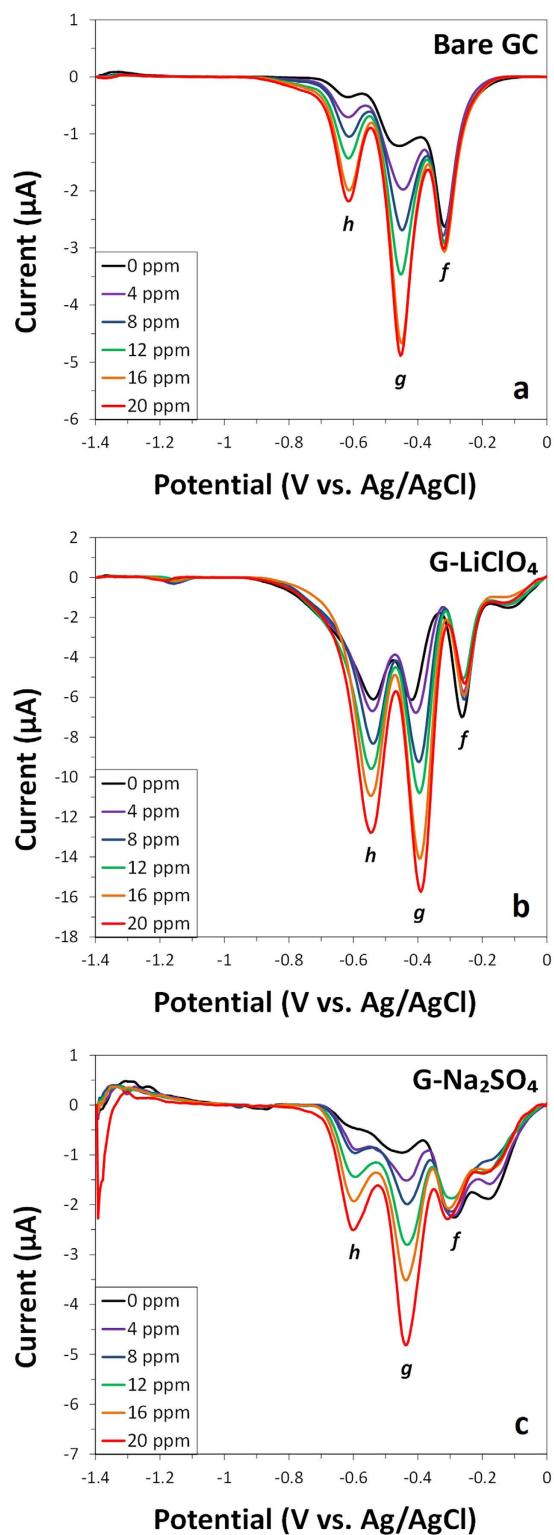 Bare GC
1
0
-1
-2
-3
-4
-5
-6
Current (µA)
h
g
f
0 ppm
4 ppm
8 ppm
12 ppm
16 ppm
20 ppm
a
-1.4 -1.2 -1 -0.8 -0.6 -0.4 -0.2 0
Potential (V vs. Ag/AgCl)
G-LiClO₄
2
0
-2
-4
-6
-8
-10
-12
-14
-16
-18
Current (µA)
f
h
g
0 ppm
4 ppm
8 ppm
12 ppm
16 ppm
20 ppm
b
-1.4 -1.2 -1 -0.8 -0.6 -0.4 -0.2 0
Potential (V vs. Ag/AgCl)
G-Na₂SO₄
1
0
-1
-2
-3
-4
-5
-6
-7
Current (µA)
h
f
g
0 ppm
4 ppm
8 ppm
12 ppm
16 ppm
20 ppm
c
-1.4 -1.2 -1 -0.8 -0.6 -0.4 -0.2 0
Potential (V vs. Ag/AgCl)